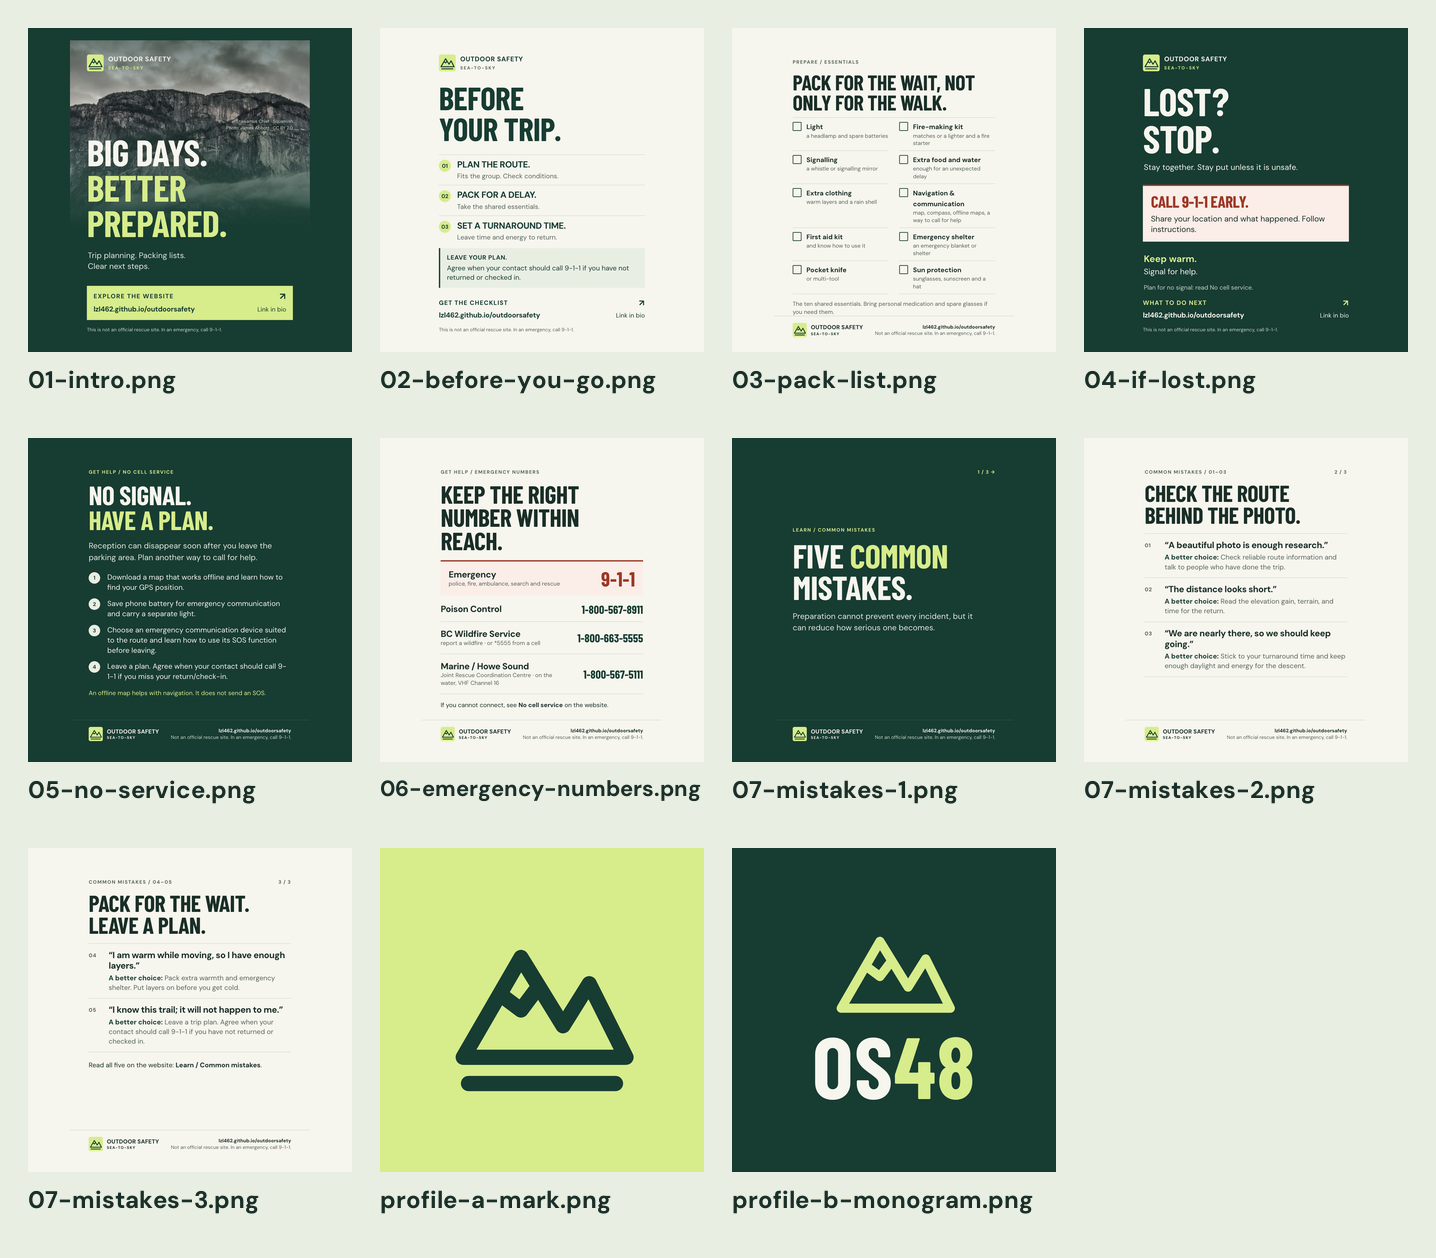 OUTDOOR SAFETY
SEA-TO-SKY
BIG DAYS.
BETTER
PREPARED.
Trip planning. Packing lists.
Clear next steps.
EXPLORE THE WEBSITE
lzl462.github.io/outdoorsafety
Link in bio
This is not an official rescue site. In an emergency, call 9-1-1.
01-intro.png
OUTDOOR SAFETY
SEA-TO-SKY
BEFORE
YOUR TRIP.
01 PLAN THE ROUTE.
Fits the group. Check conditions.
02 PACK FOR A DELAY.
Take the shared essentials.
03 SET A TURNAROUND TIME.
Leave time and energy to return.
LEAVE YOUR PLAN.
Agree when your contact should call 9-1-1 if you have not
returned or checked in.
GET THE CHECKLIST
lzl462.github.io/outdoorsafety
Link in bio
This is not an official rescue site. In an emergency, call 9-1-1.
02-before-you-go.png
PREPARE / ESSENTIALS
PACK FOR THE WAIT, NOT
ONLY FOR THE WALK.
Light
a headlamp and spare batteries
Fire-making kit
matches or a lighter and a fire
starter
Signalling
a whistle or signalling mirror
Extra food and water
enough for an unexpected
delay
Extra clothing
warm layers and a rain shell
Navigation &
communication
map, compass, offline maps, a
way to call for help
First aid kit
and know how to use it
Emergency shelter
an emergency blanket or
shelter
Pocket knife
or multi-tool
Sun protection
sunglasses, sunscreen and a
hat
The ten shared essentials. Bring personal medication and spare glasses if
you need them.
OUTDOOR SAFETY
SEA-TO-SKY
lzl462.github.io/outdoorsafety
Not an official rescue site. In an emergency, call 9-1-1.
03-pack-list.png
OUTDOOR SAFETY
SEA-TO-SKY
LOST?
STOP.
Stay together. Stay put unless it is unsafe.
CALL 9-1-1 EARLY.
Share your location and what happened. Follow
instructions.
Keep warm.
Signal for help.
Plan for no signal: read No cell service.
WHAT TO DO NEXT
lzl462.github.io/outdoorsafety
Link in bio
This is not an official rescue site. In an emergency, call 9-1-1.
04-if-lost.png
GET HELP / NO CELL SERVICE
NO SIGNAL.
HAVE A PLAN.
Reception can disappear soon after you leave the
parking area. Plan another way to call for help.
1 Download a map that works offline and learn how to
find your GPS position.
2 Save phone battery for emergency communication
and carry a separate light.
3 Choose an emergency communication device suited
to the route and learn how to use its SOS function
before leaving.
4 Leave a plan. Agree when your contact should call 9-
1-1 if you miss your return/check-in.
An offline map helps with navigation. It does not send an SOS.
OUTDOOR SAFETY
SEA-TO-SKY
lzl462.github.io/outdoorsafety
Not an official rescue site. In an emergency, call 9-1-1.
05-no-service.png
GET HELP / EMERGENCY NUMBERS
KEEP THE RIGHT
NUMBER WITHIN
REACH.
Emergency
police, fire, ambulance, search and rescue
9-1-1
Poison Control
1-800-567-8911
BC Wildfire Service
report a wildfire · or *5555 from a cell
1-800-663-5555
Marine / Howe Sound
Joint Rescue Coordination Centre · on the
water, VHF Channel 16
1-800-567-5111
If you cannot connect, see No cell service on the website.
OUTDOOR SAFETY
SEA-TO-SKY
lzl462.github.io/outdoorsafety
Not an official rescue site. In an emergency, call 9-1-1.
06-emergency-numbers.png
1 / 3 →
LEARN / COMMON MISTAKES
FIVE COMMON
MISTAKES.
Preparation cannot prevent every incident, but it
can reduce how serious one becomes.
OUTDOOR SAFETY
SEA-TO-SKY
lzl462.github.io/outdoorsafety
Not an official rescue site. In an emergency, call 9-1-1.
07-mistakes-1.png
COMMON MISTAKES / 01–03
2 / 3
CHECK THE ROUTE
BEHIND THE PHOTO.
01 “A beautiful photo is enough research.”
A better choice: Check reliable route information and
talk to people who have done the trip.
02 “The distance looks short.”
A better choice: Read the elevation gain, terrain, and
time for the return.
03 “We are nearly there, so we should keep
going.”
A better choice: Stick to your turnaround time and keep
enough daylight and energy for the descent.
OUTDOOR SAFETY
SEA-TO-SKY
lzl462.github.io/outdoorsafety
Not an official rescue site. In an emergency, call 9-1-1.
07-mistakes-2.png
COMMON MISTAKES / 04–05
3 / 3
PACK FOR THE WAIT.
LEAVE A PLAN.
04 “I am warm while moving, so I have enough
layers.”
A better choice: Pack extra warmth and emergency
shelter. Put layers on before you get cold.
05 “I know this trail; it will not happen to me.”
A better choice: Leave a trip plan. Agree when your
contact should call 9-1-1 if you have not returned or
checked in.
Read all five on the website: Learn / Common mistakes.
OUTDOOR SAFETY
SEA-TO-SKY
lzl462.github.io/outdoorsafety
Not an official rescue site. In an emergency, call 9-1-1.
07-mistakes-3.png
profile-a-mark.png
OS48
profile-b-monogram.png